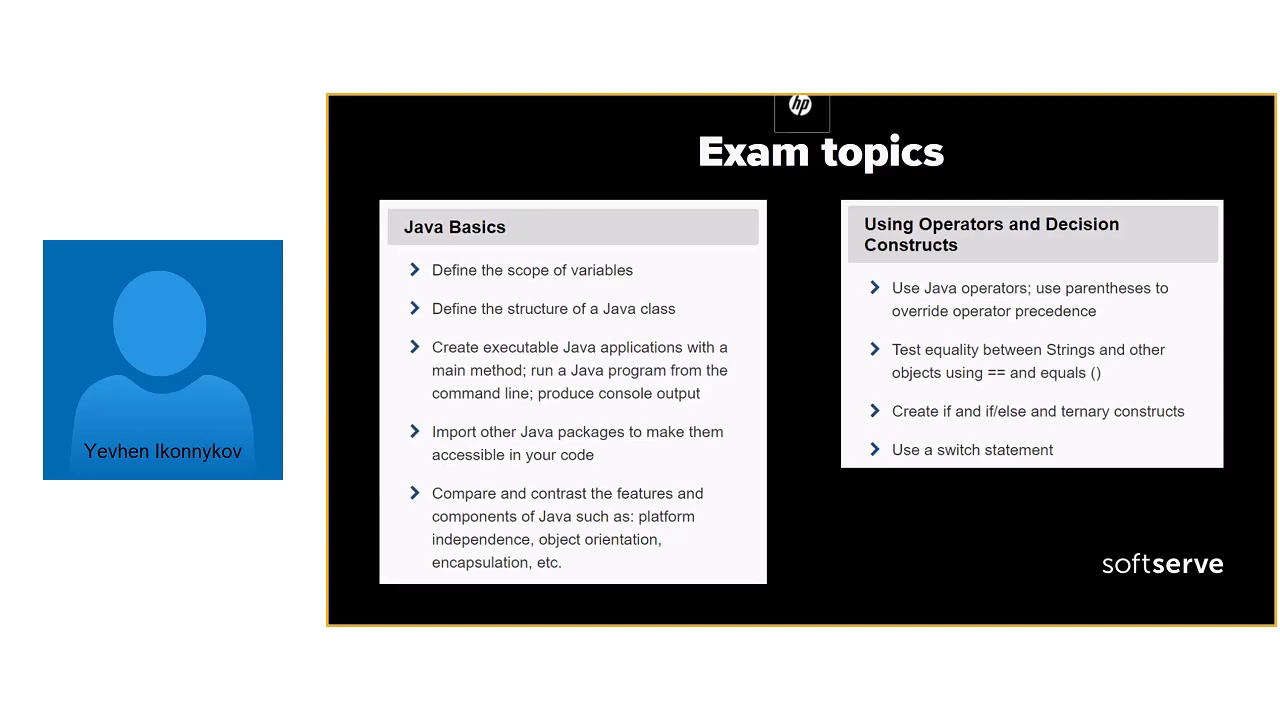 hp
Exam topics
Java Basics
Define the scope of variables
Define the structure of a Java class
Create executable Java applications with a
main method; run a Java program from the
command line; produce console output
Import other Java packages to make them
accessible in your code
Compare and contrast the features and
components of Java such as: platform
independence, object orientation,
encapsulation, etc.
Using Operators and Decision
Constructs
Use Java operators; use parentheses to
override operator precedence
Test equality between Strings and other
objects using == and equals ()
Create if and if/else and ternary constructs
Use a switch statement
softserve
Yevhen Ikonnykov